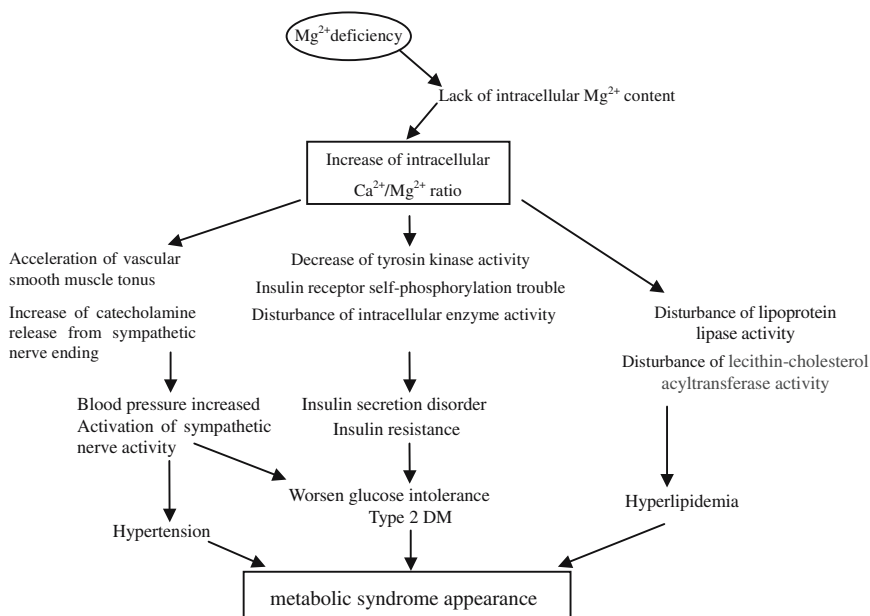 Mg²⁺deficiency
Lack of intracellular Mg²⁺ content
Increase of intracellular
Ca²⁺/Mg²⁺ ratio
Acceleration of vascular
smooth muscle tonus
Increase of catecholamine
release from sympathetic
nerve ending
Decrease of tyrosin kinase activity
Insulin receptor self-phosphorylation trouble
Disturbance of intracellular enzyme activity
Disturbance of lipoprotein
lipase activity
Disturbance of lecithin-cholesterol
acyltransferase activity
Blood pressure increased
Activation of sympathetic
nerve activity
Insulin secretion disorder
Insulin resistance
Worsen glucose intolerance
Type 2 DM
Hyperlipidemia
Hypertension
metabolic syndrome appearance